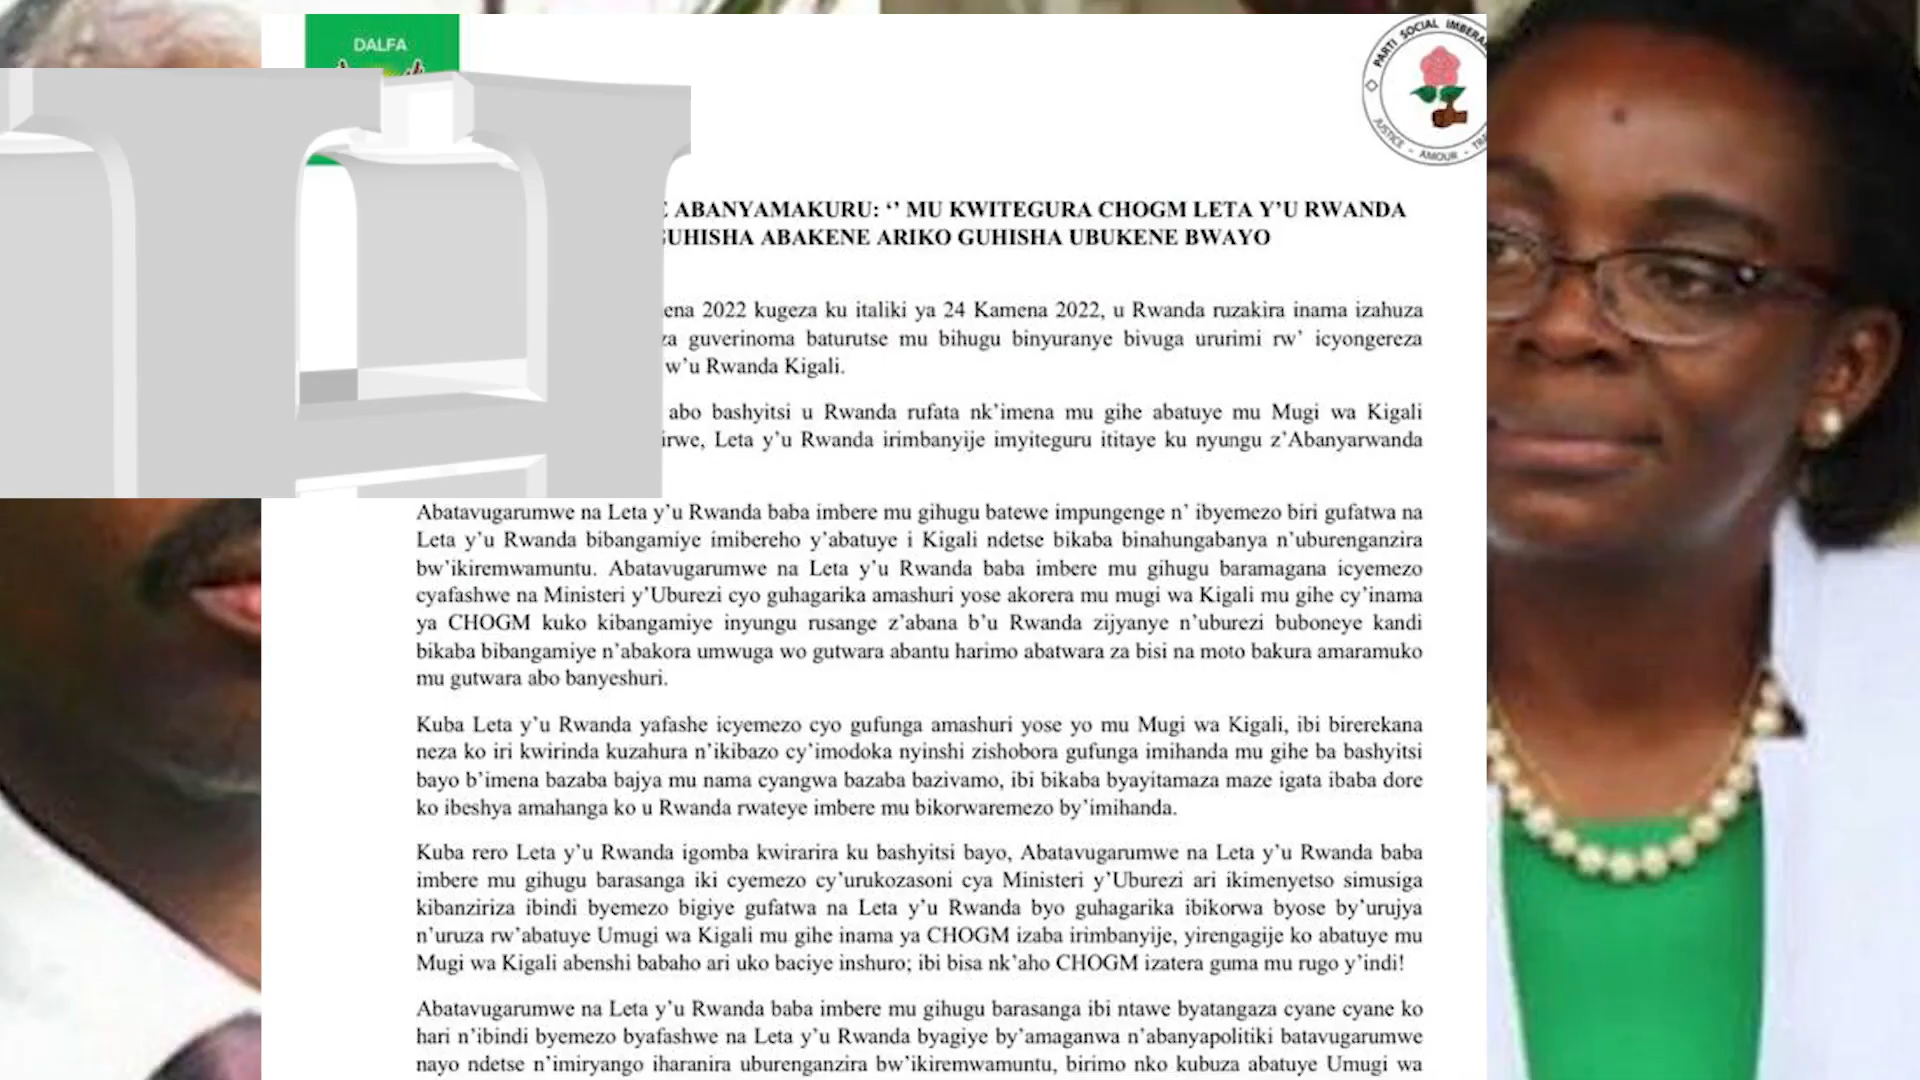 DALFA
PARTI SOCIAL
JUSTICE - AMOUR -
ABANYAMAKURU: ‘’ MU KWITEGURA CHOGM LETA Y’U RWANDA
ABAKENE ARIKO GUHISHA UBUKENE BWAYO
2022 kugeza ku italiki ya 24 Kamena 2022, u Rwanda ruzakira inama izahuza
guverinoma baturutse mu bihugu binyuranye bivuga ururimi rw’ icyongereza
w’u Rwanda Kigali.
abo bashyitsi u Rwanda rufata nk’imena mu gihe abatuye mu Mugi wa Kigali
Leta y’u Rwanda irimbanyije imyiteguru ititaye ku nyungu z’Abanyarwanda
Abatavugarumwe na Leta y’u Rwanda baba imbere mu gihugu batewe impungenge n’ ibyemezo biri gufatwa na
Leta y’u Rwanda bibangamiye imibereho y’abatuye i Kigali ndetse bikaba binahungabanya n’uburenganzira
bw’ikiremwamuntu. Abatavugarumwe na Leta y’u Rwanda baba imbere mu gihugu baramagana icyemezo
cyafashwe na Ministeri y’Uburezi cyo guhagarika amashuri yose akorera mu mugi wa Kigali mu gihe cy’inama
ya CHOGM kuko kibangamiye inyungu rusange z’abana b’u Rwanda zijyanye n’uburezi buboneye kandi
bikaba bibangamiye n’abakora umwuga wo gutwara abantu harimo abatwara za bisi na moto bakura amaramuko
mu gutwara abo banyeshuri.
Kuba Leta y’u Rwanda yafashe icyemezo cyo gufunga amashuri yose yo mu Mugi wa Kigali, ibi birerekana
neza ko iri kwirinda kuzahura n’ikibazo cy’imodoka nyinshi zishobora gufunga imihanda mu gihe ba bashyitsi
bayo b’imena bazaba bajya mu nama cyangwa bazaba bazivamo, ibi bikaba byayitamaza maze igata ibaba dore
ko ibeshya amahanga ko u Rwanda rwateye imbere mu bikorwaremezo by’imihanda.
Kuba rero Leta y’u Rwanda igomba kwirarira ku bashyitsi bayo, Abatavugarumwe na Leta y’u Rwanda baba
imbere mu gihugu barasanga iki cyemezo cy’urukozasoni cya Ministeri y’Uburezi ari ikimenyetso simusiga
kibanziriza ibindi byemezo bigiye gufatwa na Leta y’u Rwanda byo guhagarika ibikorwa byose by’urujya
n’uruza rw’abatuye Umugi wa Kigali mu gihe inama ya CHOGM izaba irimbanyije, yirengagije ko abatuye mu
Mugi wa Kigali abenshi babaho ari uko baciye inshuro; ibi bisa nk’aho CHOGM izatera guma mu rugo y’indi!
Abatavugarumwe na Leta y’u Rwanda baba imbere mu gihugu barasanga ibi ntawe byatangaza cyane cyane ko
hari n’ibindi byemezo byafashwe na Leta y’u Rwanda byagiye by’amaganwa n’abanyapolitiki batavugarumwe
nayo ndetse n’imiryango iharanira uburenganzira bw’ikiremwamuntu, birimo nko kubuza abatuye Umugi wa